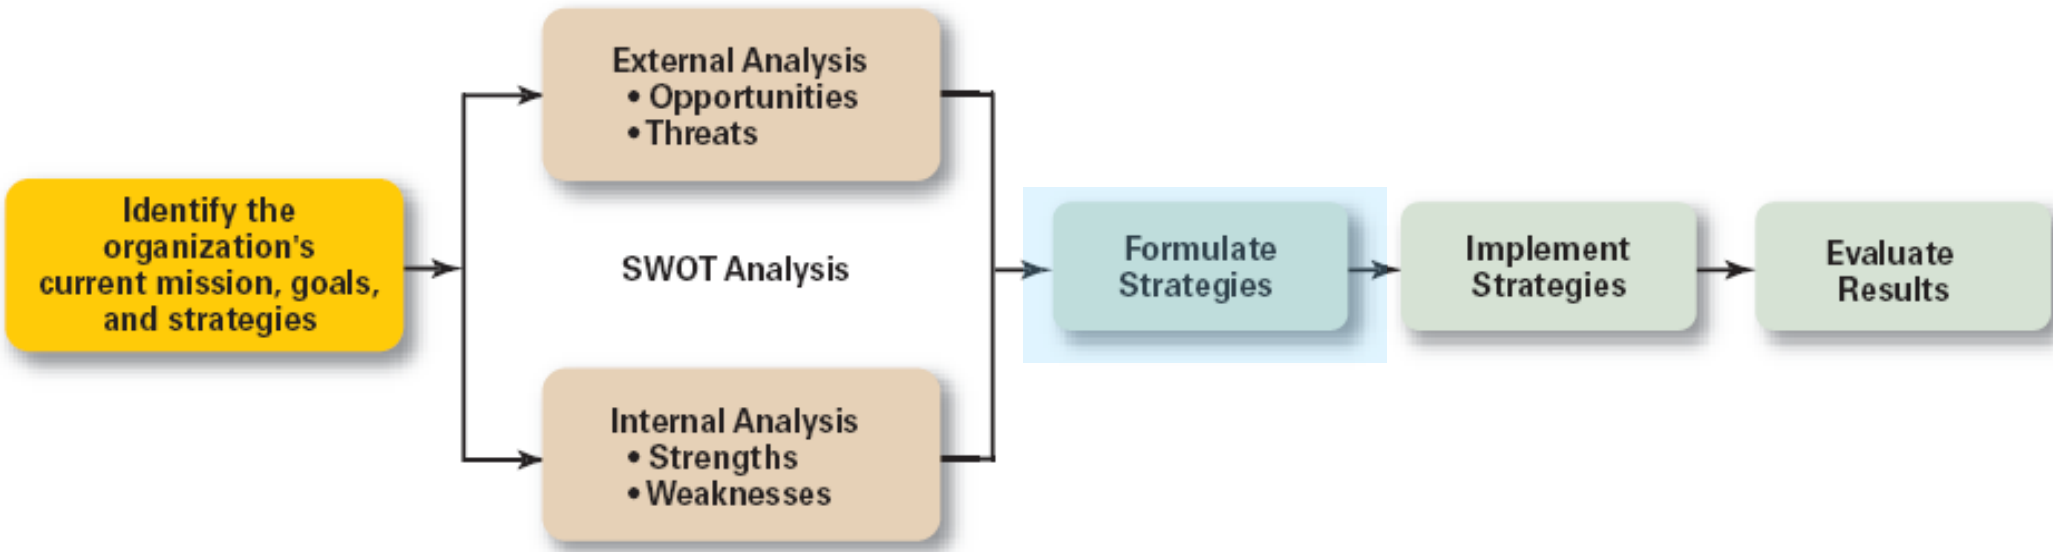 Identify the
organization's
current mission, goals,
and strategies
External Analysis
• Opportunities
• Threats
SWOT Analysis
Internal Analysis
• Strengths
• Weaknesses
Formulate
Strategies
Implement
Strategies
Evaluate
Results